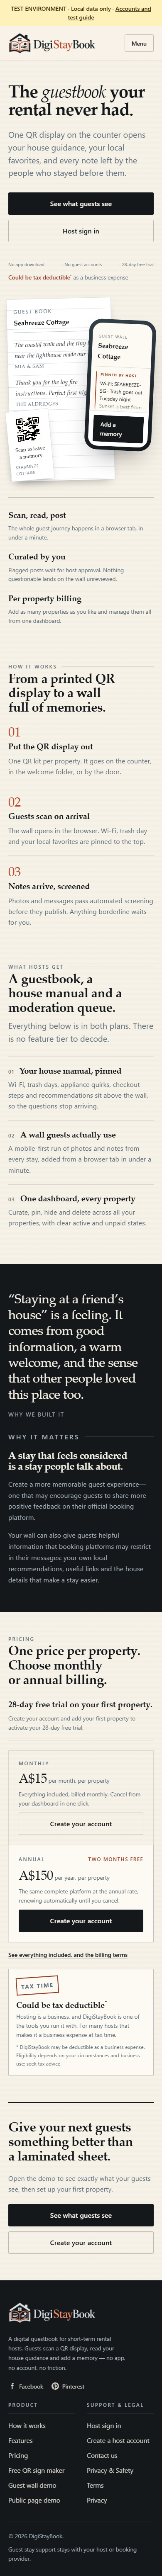 TEST ENVIRONMENT · Local data only · Accounts and
test guide
DigiStayBook
Menu
The guestbook your
rental never had.
One QR display on the counter opens
your house guidance, your local
favorites, and every note left by the
people who stayed before them.
See what guests see
Host sign in
No app download
No guest accounts
28-day free trial
Could be tax deductible* as a business expense
GUEST BOOK
Seabreeze Cottage
The coastal walk and the tiny
near the lighthouse made our
MIA & SAM
Thank you for the log fire
instructions. Perfect first night
THE ALDRIDGES
Scan to leave
a memory
SEABREEZE
COTTAGE
GUEST WALL
Seabreeze
Cottage
PINNED BY HOST
Wi-Fi: SEABREEZE-
5G · Trash goes out
Tuesday night
Sunset is best from
Add a
memory
Scan, read, post
The whole guest journey happens in a browser tab, in
under a minute.
Curated by you
Flagged posts wait for host approval. Nothing
questionable lands on the wall unreviewed.
Per property billing
Add as many properties as you like and manage them all
from one dashboard.
HOW IT WORKS
From a printed QR
display to a wall
full of memories.
01
Put the QR display out
One QR kit per property. It goes on the counter,
in the welcome folder, or by the door.
02
Guests scan on arrival
The wall opens in the browser. Wi-Fi, trash day
and your local favorites are pinned to the top.
03
Notes arrive, screened
Photos and messages pass automated screening
before they publish. Anything borderline waits
for you.
WHAT HOSTS GET
A guestbook, a
house manual and a
moderation queue.
Everything below is in both plans. There
is no feature tier to decode.
01 Your house manual, pinned
Wi-Fi, trash days, appliance quirks, checkout
steps and recommendations sit above the wall,
so the questions stop arriving.
02 A wall guests actually use
A mobile-first run of photos and notes from
every stay, added from a browser tab in under a
minute.
03 One dashboard, every property
Curate, pin, hide and delete across all your
properties, with clear active and unpaid states.
“Staying at a friend’s
house” is a feeling. It
comes from good
information, a warm
welcome, and the sense
that other people loved
this place too.
WHY WE BUILT IT
WHY IT MATTERS
A stay that feels considered
is a stay people talk about.
Create a more memorable guest experience—
one that may encourage guests to share more
positive feedback on their official booking
platform.
Your wall can also give guests helpful
information that booking platforms may restrict
in their messages: your own local
recommendations, useful links and the house
details that make a stay easier.
PRICING
One price per property.
Choose monthly
or annual billing.
28-day free trial on your first property.
Create your account and add your first property to
activate your 28-day free trial.
MONTHLY
A$15 per month, per property
Everything included, billed monthly. Cancel from
your dashboard in one click.
Create your account
ANNUAL
TWO MONTHS FREE
A$150 per year, per property
The same complete platform at the annual rate,
renewing automatically until you cancel.
Create your account
See everything included, and the billing terms
TAX TIME
Could be tax deductible*
Hosting is a business, and DigiStayBook is one of
the tools you run it with. For many hosts that
makes it a business expense at tax time.
* DigiStayBook may be deductible as a business expense.
Eligibility depends on your circumstances and business
use; seek tax advice.
Give your next guests
something better than
a laminated sheet.
Open the demo to see exactly what your guests
see, then set up your first property.
See what guests see
Create your account
DigiStayBook
A digital guestbook for short-term rental
hosts. Guests scan a QR display, read your
house guidance and add a memory — no app,
no account, no friction.
Facebook
Pinterest
PRODUCT
How it works
Features
Pricing
Free QR sign maker
Guest wall demo
Public page demo
SUPPORT & LEGAL
Host sign in
Create a host account
Contact us
Privacy & Safety
Terms
Privacy
© 2026 DigiStayBook.
Guest stay support stays with your host or booking
provider.